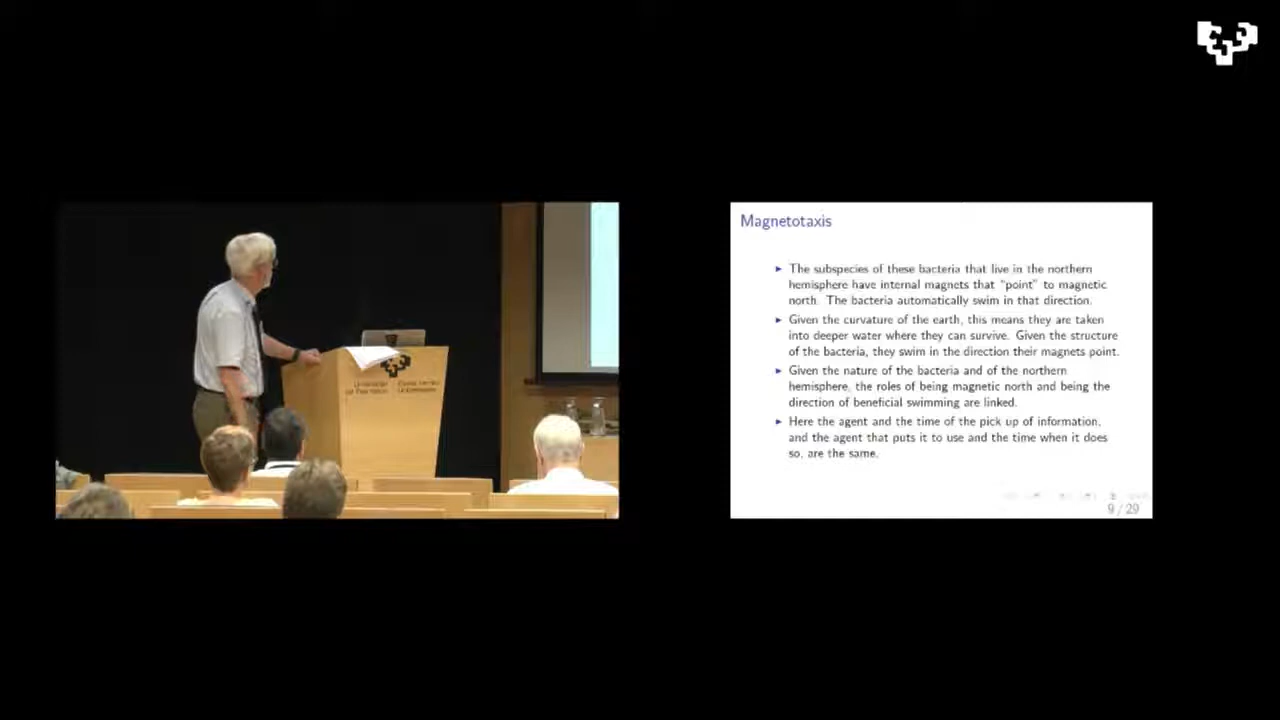 Magnetotaxis
► The subspecies of these bacteria that live in the northern
hemisphere have internal magnets that "point" to magnetic
north. The bacteria automatically swim in that direction.
► Given the curvature of the earth, this means they are taken
into deeper water where they can survive. Given the structure
of the bacteria, they swim in the direction their magnets point.
► Given the nature of the bacteria and of the northern
hemisphere, the roles of being magnetic north and being the
direction of beneficial swimming are linked.
► Here the agent and the time of the pick up of information,
and the agent that puts it to use and the time when it does
so, are the same.
9 / 29